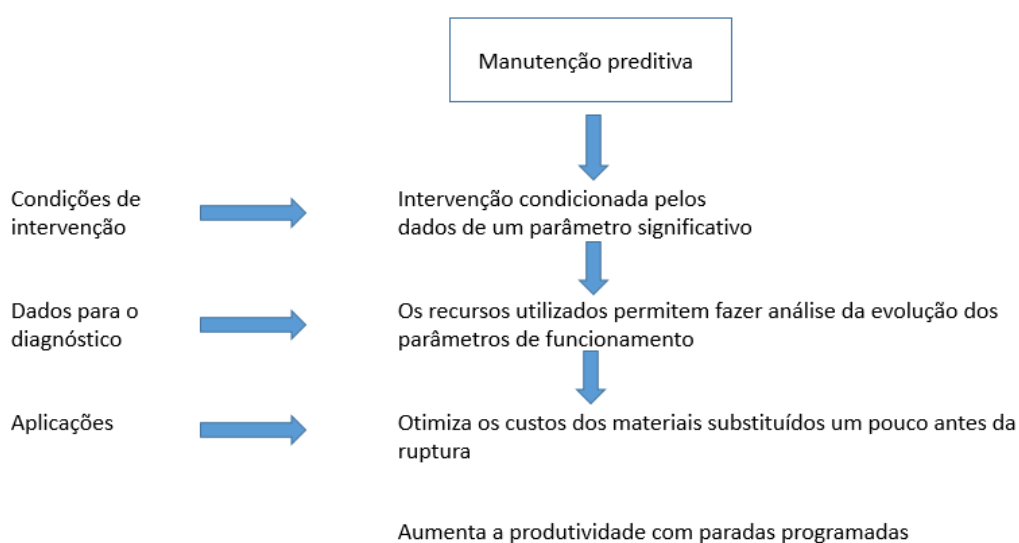 Manutenção preditiva
Condições de
intervenção
Intervenção condicionada pelos
dados de um parâmetro significativo
Dados para o
diagnóstico
Os recursos utilizados permitem fazer análise da evolução dos
parâmetros de funcionamento
Aplicações
Otimiza os custos dos materiais substituídos um pouco antes da
ruptura
Aumenta a produtividade com paradas programadas